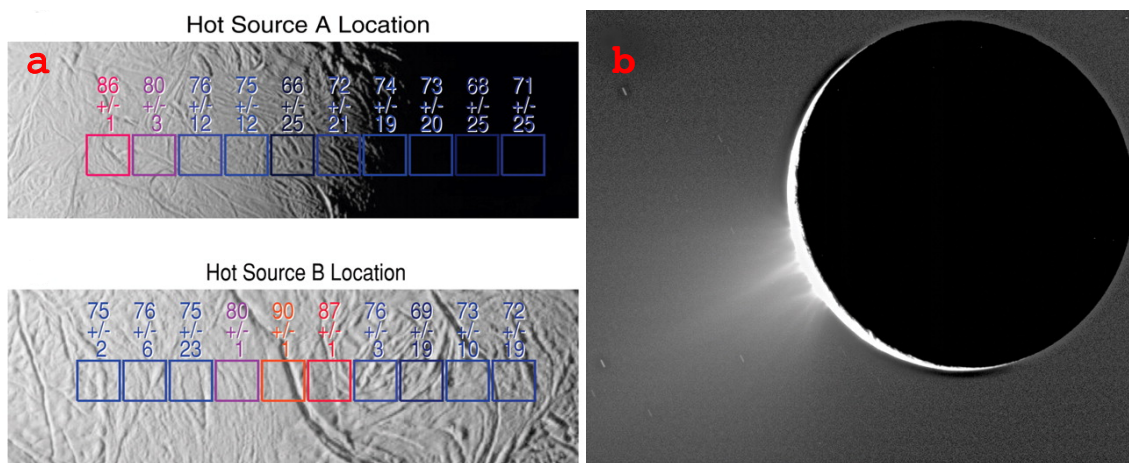 Hot Source A Location
a
86 80 76 75 66 72 74 73 68 71
+/- +/- +/- +/- +/- +/- +/- +/- +/- +/-
1 3 12 12 25 21 19 20 25 25
Hot Source B Location
75 76 75 80 90 87 76 69 73 72
+/- +/- +/- +/- +/- +/- +/- +/- +/- +/-
2 6 23 1 1 1 3 19 10 19
b